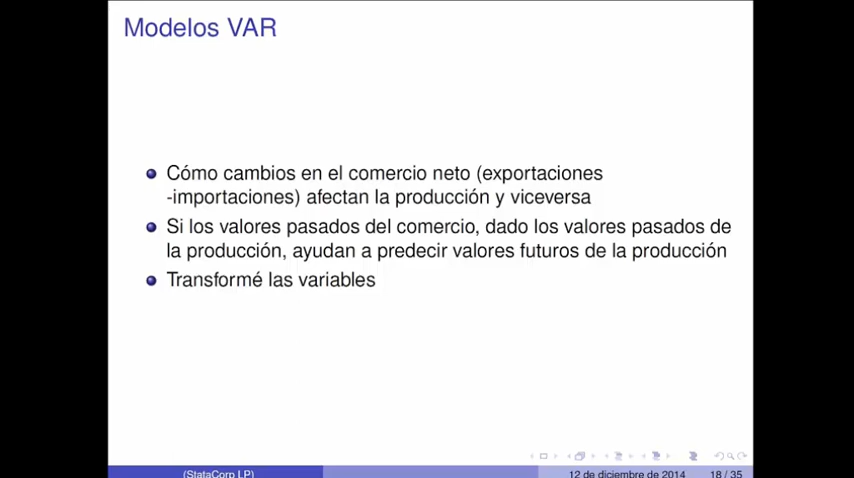 Modelos VAR
Cómo cambios en el comercio neto (exportaciones
-importaciones) afectan la producción y viceversa
Si los valores pasados del comercio, dado los valores pasados de
la producción, ayudan a predecir valores futuros de la producción
Transformé las variables
(StataCorp LP)
12 de diciembre de 2014
18 / 35